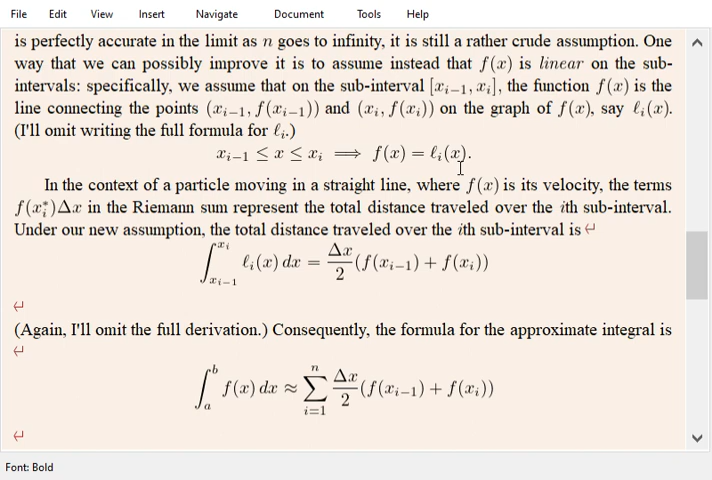 File Edit View Insert Navigate Document Tools Help
is perfectly accurate in the limit as n goes to infinity, it is still a rather crude assumption. One
way that we can possibly improve it is to assume instead that f(x) is linear on the sub-
intervals: specifically, we assume that on the sub-interval [x_{i−1}, x_i], the function f(x) is the
line connecting the points (x_{i−1}, f(x_{i−1})) and (x_i, f(x_i)) on the graph of f(x), say ℓ_i(x).
(I'll omit writing the full formula for ℓ_i.)
x_{i−1} ≤ x ≤ x_i ⟹ f(x) = ℓ_i(x).
In the context of a particle moving in a straight line, where f(x) is its velocity, the terms
f(x_i^*)Δx in the Riemann sum represent the total distance traveled over the ith sub-interval.
Under our new assumption, the total distance traveled over the ith sub-interval is ↵
∫_{x_{i−1}}^{x_i} ℓ_i(x) dx = Δx/2 (f(x_{i−1}) + f(x_i))
↵
(Again, I'll omit the full derivation.) Consequently, the formula for the approximate integral is
↵
∫_a^b f(x) dx ≈ ∑_{i=1}^n Δx/2 (f(x_{i−1}) + f(x_i))
↵
Font: Bold